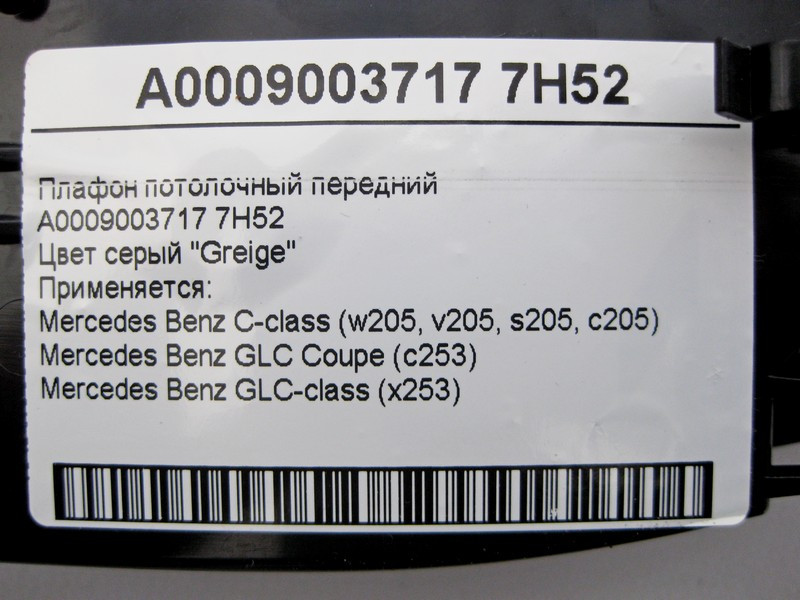 A0009003717 7H52
Плафон потолочный передний
A0009003717 7H52
Цвет серый "Greige"
Применяется:
Mercedes Benz C-class (w205, v205, s205, c205)
Mercedes Benz GLC Coupe (c253)
Mercedes Benz GLC-class (x253)